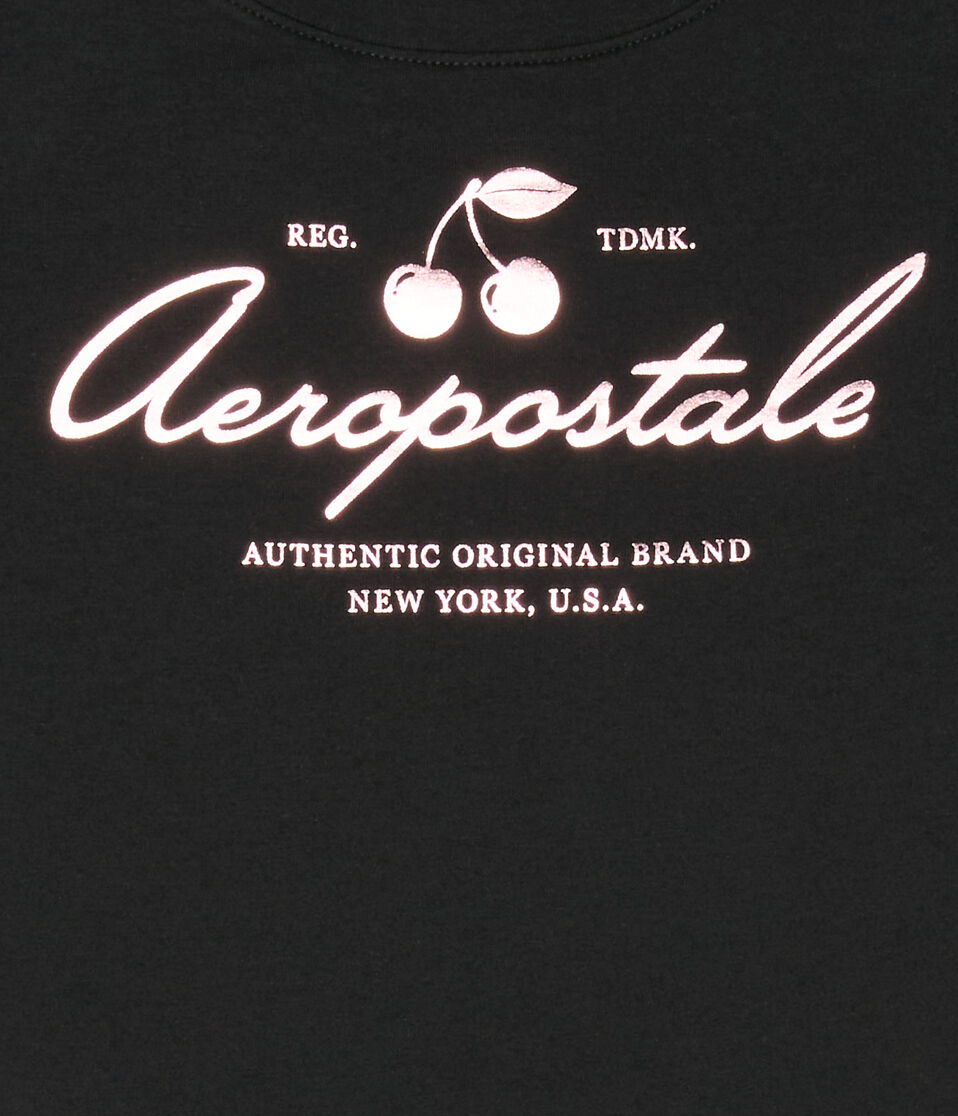 REG. TDMK.
Aeropostale
AUTHENTIC ORIGINAL BRAND
NEW YORK, U.S.A.